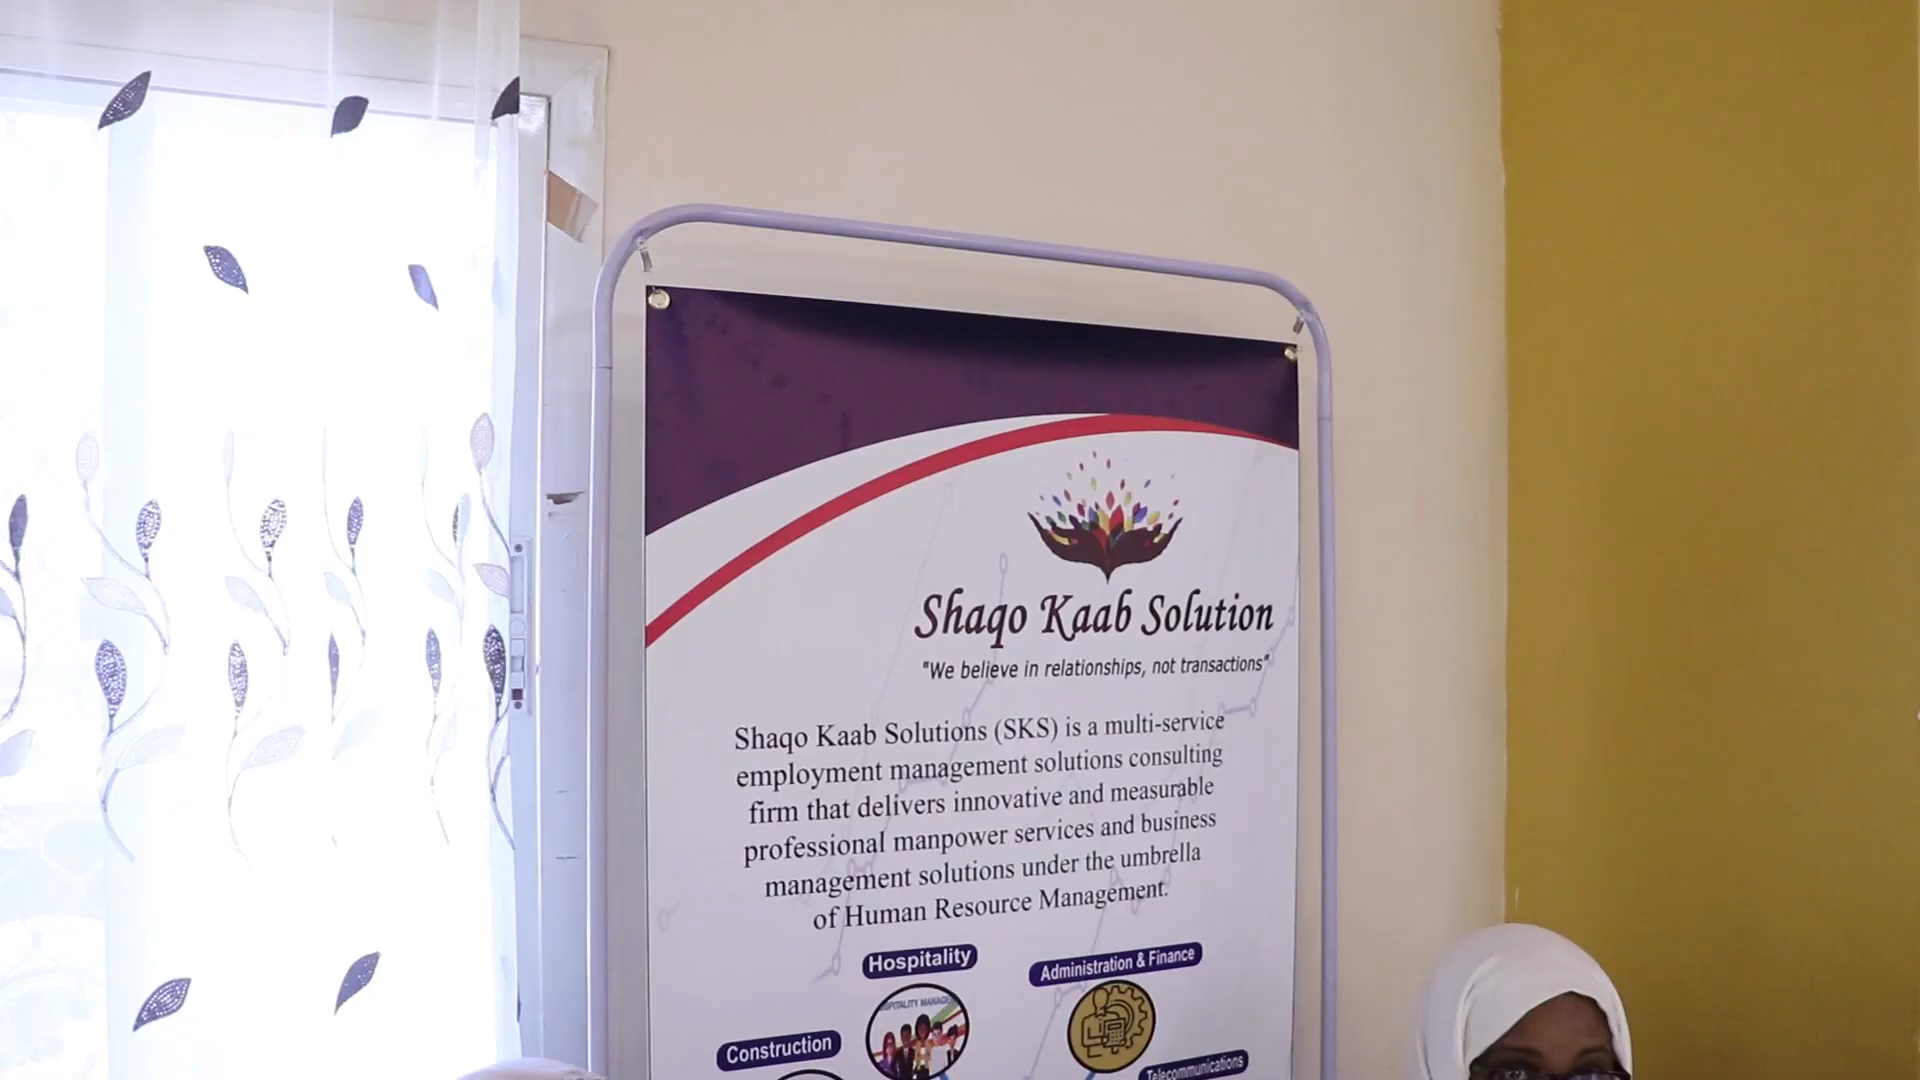 Shaqo Kaab Solution
"We believe in relationships, not transactions"
Shaqo Kaab Solutions (SKS) is a multi-service
employment management solutions consulting
firm that delivers innovative and measurable
professional manpower services and business
management solutions under the umbrella
of Human Resource Management.
Hospitality
Administration & Finance
Construction
Telecommunications